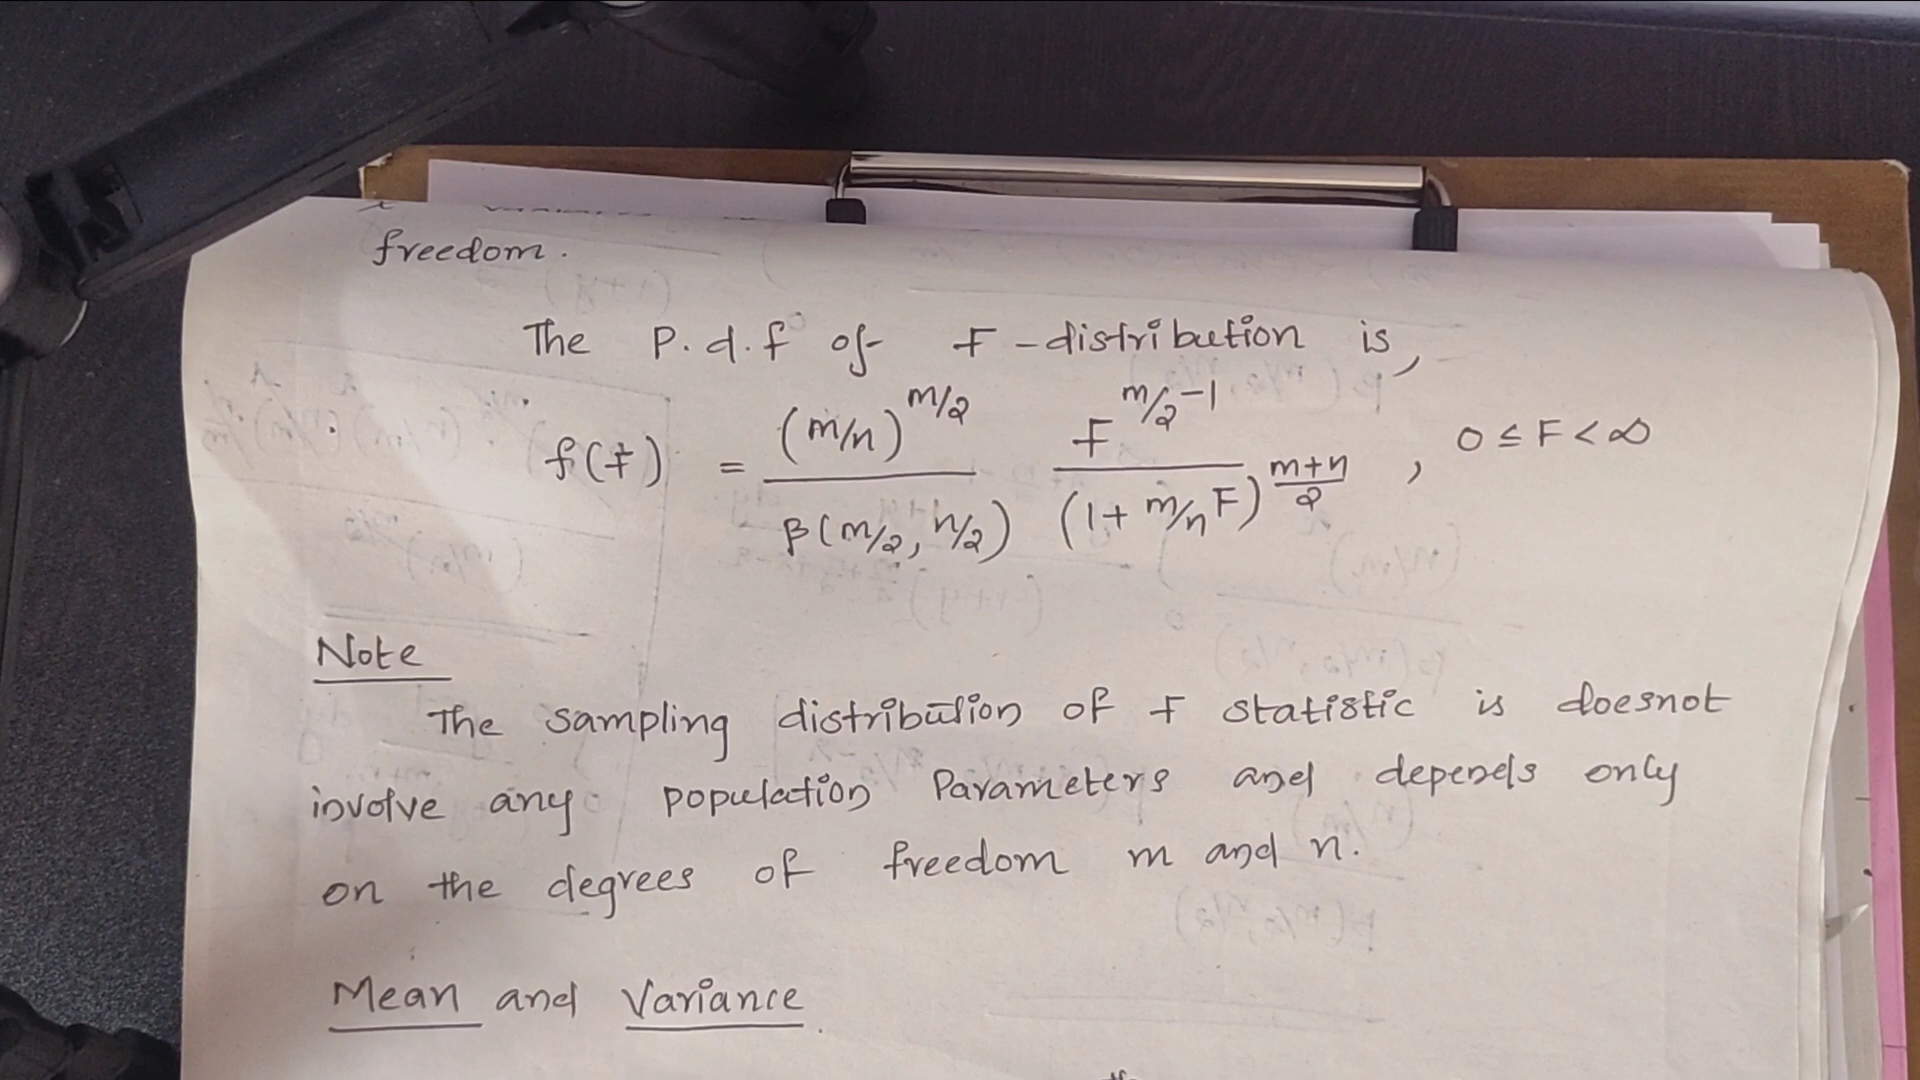 freedom.
The P.d.f of F-distribution is,
f(F) = (m/n)^{m/2} / β(m/2, n/2) F^{m/2-1} / (1+ m/n F)^{(m+n)/2} , 0 ≤ F < ∞
Note
The sampling distribution of F statistic is doesnot
involve any population Parameters and depends only
on the degrees of freedom m and n.
Mean and Variance